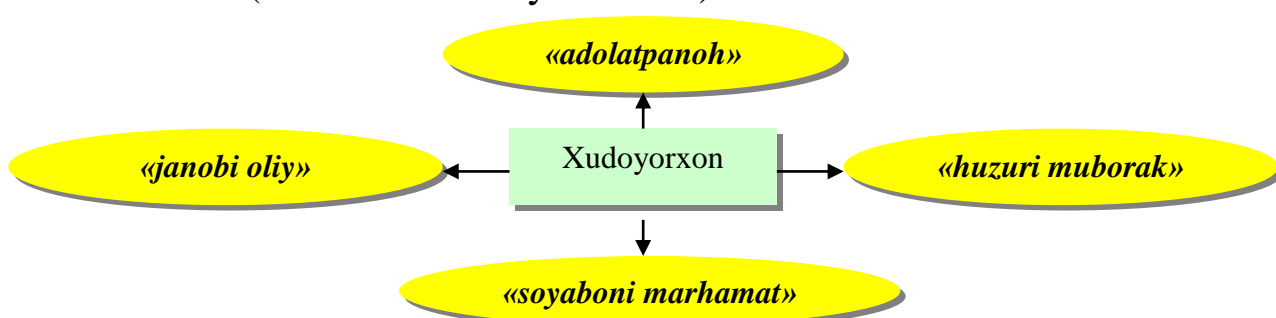 «adolatpanoh»
«janobi oliy» Xudoyorxon «huzuri muborak»
«soyaboni marhamat»